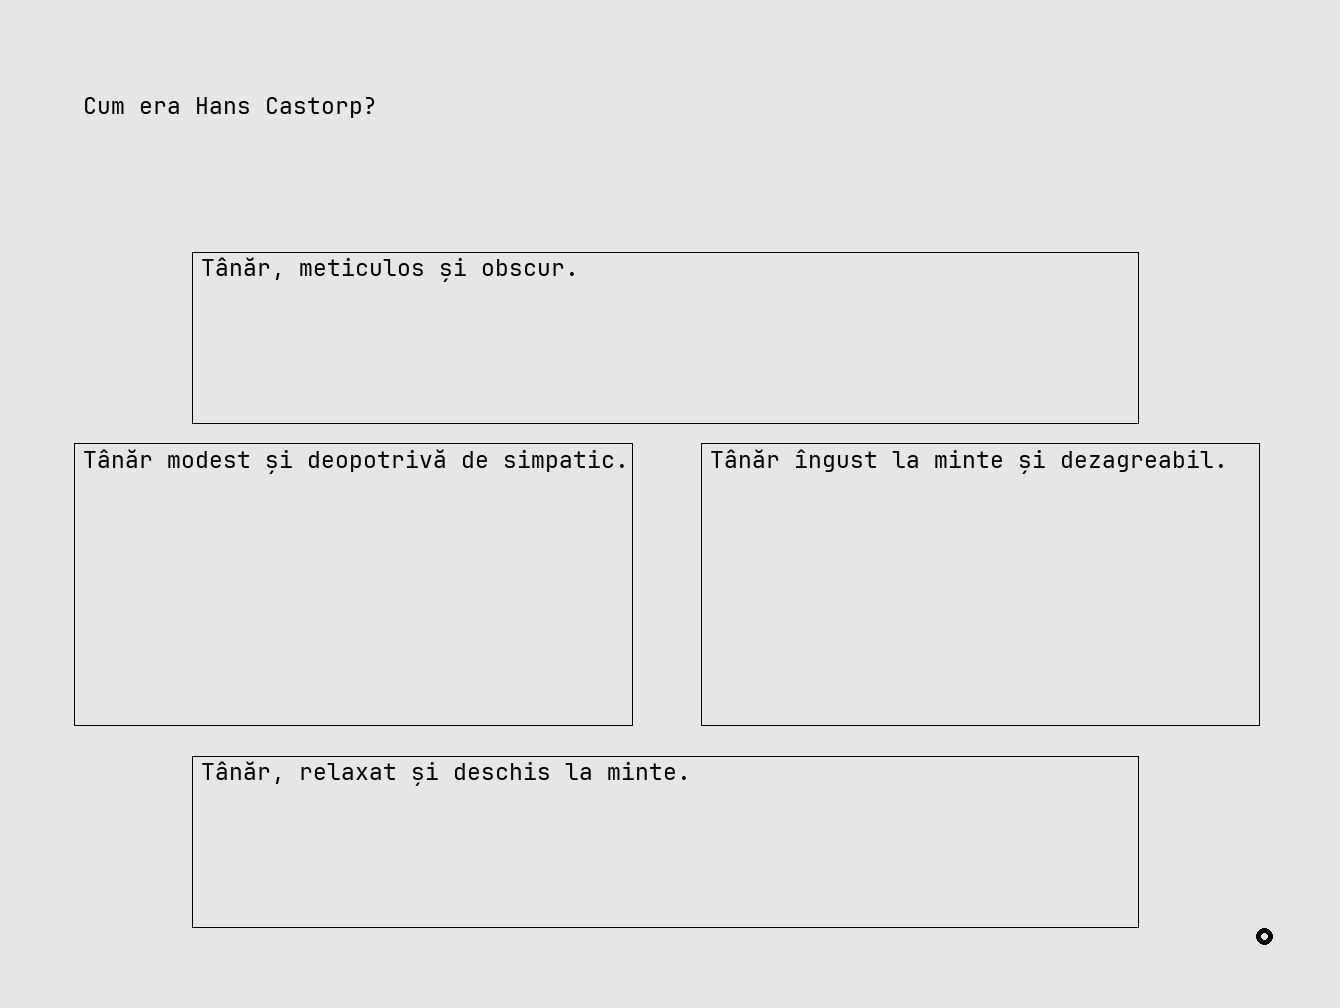 Cum era Hans Castorp?
Tânăr, meticulos și obscur.
Tânăr modest și deopotrivă de simpatic.
Tânăr îngust la minte și dezagreabil.
Tânăr, relaxat și deschis la minte.